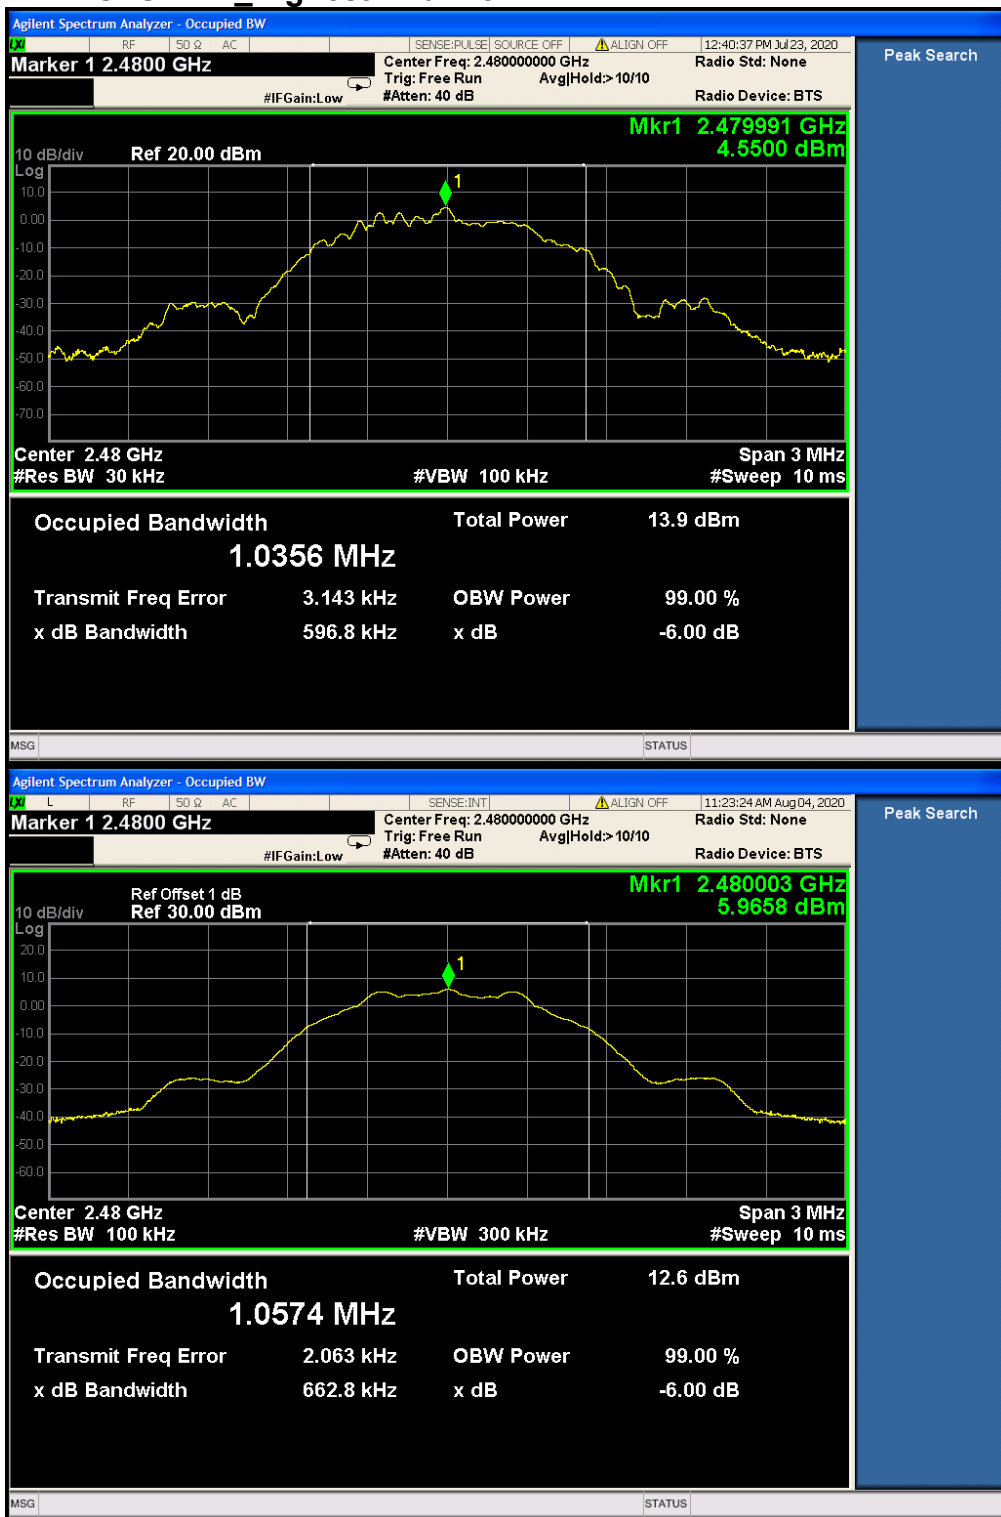 Agilent Spectrum Analyzer - Occupied BW
LXI RF 50 Ω AC SENSE:PULSE SOURCE OFF ALIGN OFF 12:40:37 PM Jul 23, 2020
Marker 1 2.4800 GHz
Center Freq: 2.480000000 GHz
Radio Std: None
Trig: Free Run Avg|Hold:> 10/10
#IFGain:Low #Atten: 40 dB Radio Device: BTS
Peak Search
Mkr1 2.479991 GHz
4.5500 dBm
10 dB/div Ref 20.00 dBm
Log
10.0
1
0.00
-10.0
-20.0
-30.0
-40.0
-50.0
-60.0
-70.0
Center 2.48 GHz Span 3 MHz
#Res BW 30 kHz #VBW 100 kHz #Sweep 10 ms
Occupied Bandwidth Total Power 13.9 dBm
1.0356 MHz
Transmit Freq Error 3.143 kHz OBW Power 99.00 %
x dB Bandwidth 596.8 kHz x dB -6.00 dB
MSG STATUS
Agilent Spectrum Analyzer - Occupied BW
LXI L RF 50 Ω AC SENSE:INT ALIGN OFF 11:23:24 AM Aug 04, 2020
Marker 1 2.4800 GHz
Center Freq: 2.480000000 GHz
Radio Std: None
Trig: Free Run Avg|Hold:> 10/10
#IFGain:Low #Atten: 40 dB Radio Device: BTS
Peak Search
Mkr1 2.480003 GHz
5.9658 dBm
Ref Offset 1 dB
10 dB/div Ref 30.00 dBm
Log
20.0
1
10.0
0.00
-10.0
-20.0
-30.0
-40.0
-50.0
-60.0
Center 2.48 GHz Span 3 MHz
#Res BW 100 kHz #VBW 300 kHz #Sweep 10 ms
Occupied Bandwidth Total Power 12.6 dBm
1.0574 MHz
Transmit Freq Error 2.063 kHz OBW Power 99.00 %
x dB Bandwidth 662.8 kHz x dB -6.00 dB
MSG STATUS